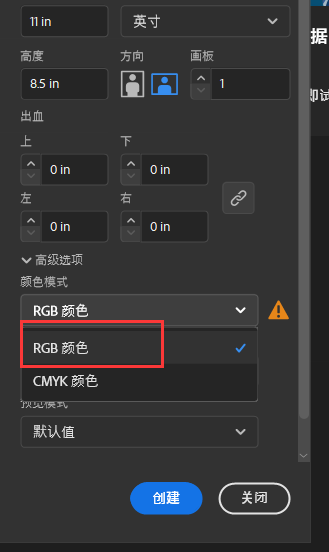 11 in
英寸
据
高度
方向
画板
8.5 in
1
即试
出血
上
下
0 in
0 in
左
右
0 in
0 in
高级选项
颜色模式
RGB 颜色
RGB 颜色
CMYK 颜色
预览模式
默认值
创建
关闭